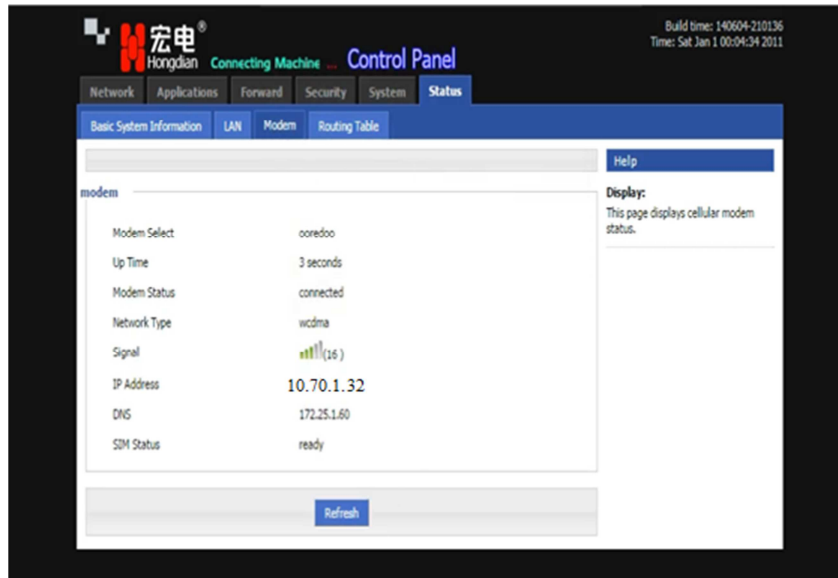 Build time: 140604-210136
Time: Sat Jan 1 00:04:34 2011
宏电®
Hongdian Connecting Machine ... Control Panel
Network Applications Forward Security System Status
Basic System Information LAN Modem Routing Table
Help
modem
Display:
This page displays cellular modem
status.
Modem Select ooredoo
Up Time 3 seconds
Modem Status connected
Network Type wcdma
Signal (16 )
IP Address 10.70.1.32
DNS 172.25.1.60
SIM Status ready
Refresh